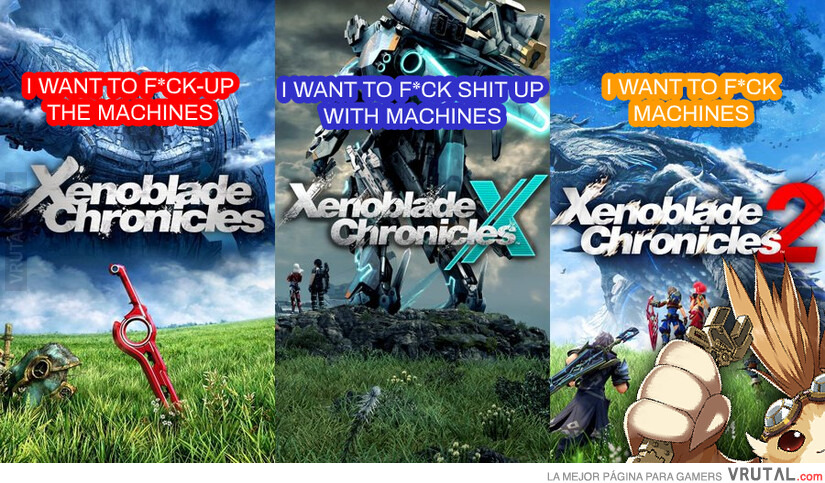 I WANT TO F*CK-UP
THE MACHINES
Xenoblade
Chronicles
I WANT TO F*CK SHIT UP
WITH MACHINES
Xenoblade
Chronicles X
I WANT TO F*CK
MACHINES
Xenoblade
Chronicles 2
VRUTAL
LA MEJOR PÁGINA PARA GAMERS VRUTAL.com